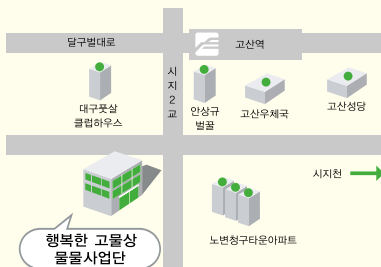 달구벌대로
고산역
시지2교
대구풋살
클럽하우스
안상규
벌꿀
고산우체국
고산성당
시지천
노변청구타운아파트
행복한 고물상
물물사업단